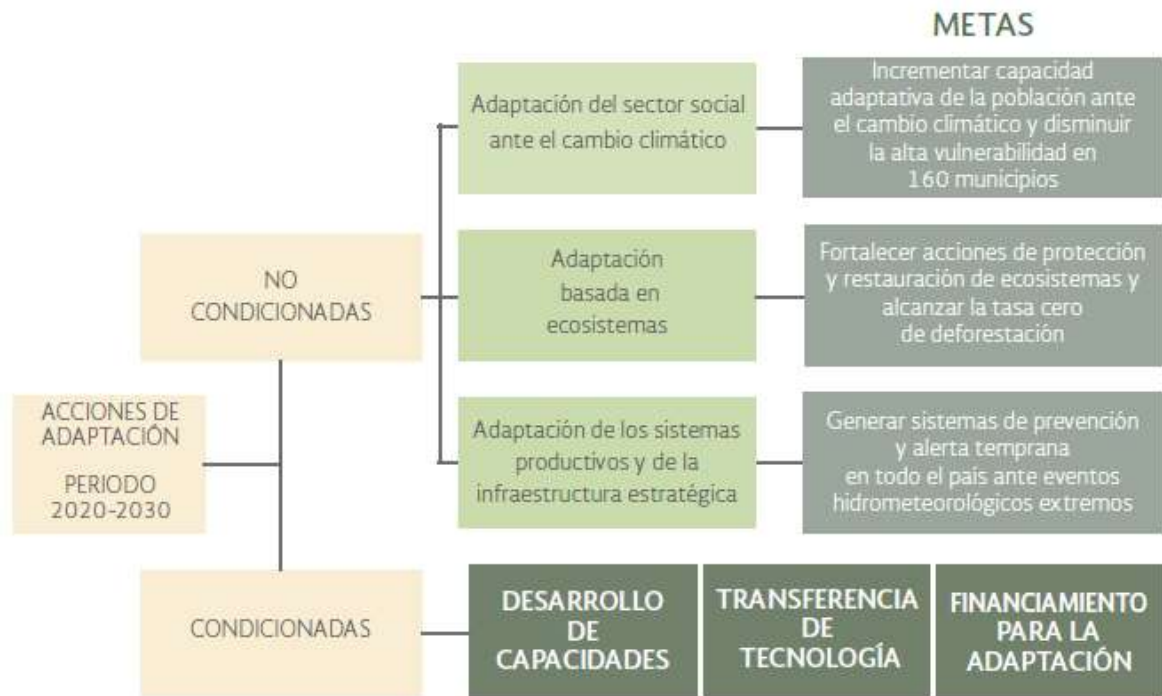 METAS
Adaptación del sector social
ante el cambio climático
Incrementar capacidad
adaptativa de la población ante
el cambio climático y disminuir
la alta vulnerabilidad en
160 municipios
NO
CONDICIONADAS
Adaptación
basada en
ecosistemas
Fortalecer acciones de protección
y restauración de ecosistemas y
alcanzar la tasa cero
de deforestación
ACCIONES DE
ADAPTACIÓN
PERIODO
2020-2030
Adaptación de los sistemas
productivos y de la
infraestructura estratégica
Generar sistemas de prevención
y alerta temprana
en todo el país ante eventos
hidrometeorológicos extremos
CONDICIONADAS
DESARROLLO
DE
CAPACIDADES
TRANSFERENCIA
DE
TECNOLOGÍA
FINANCIAMIENTO
PARA LA
ADAPTACIÓN